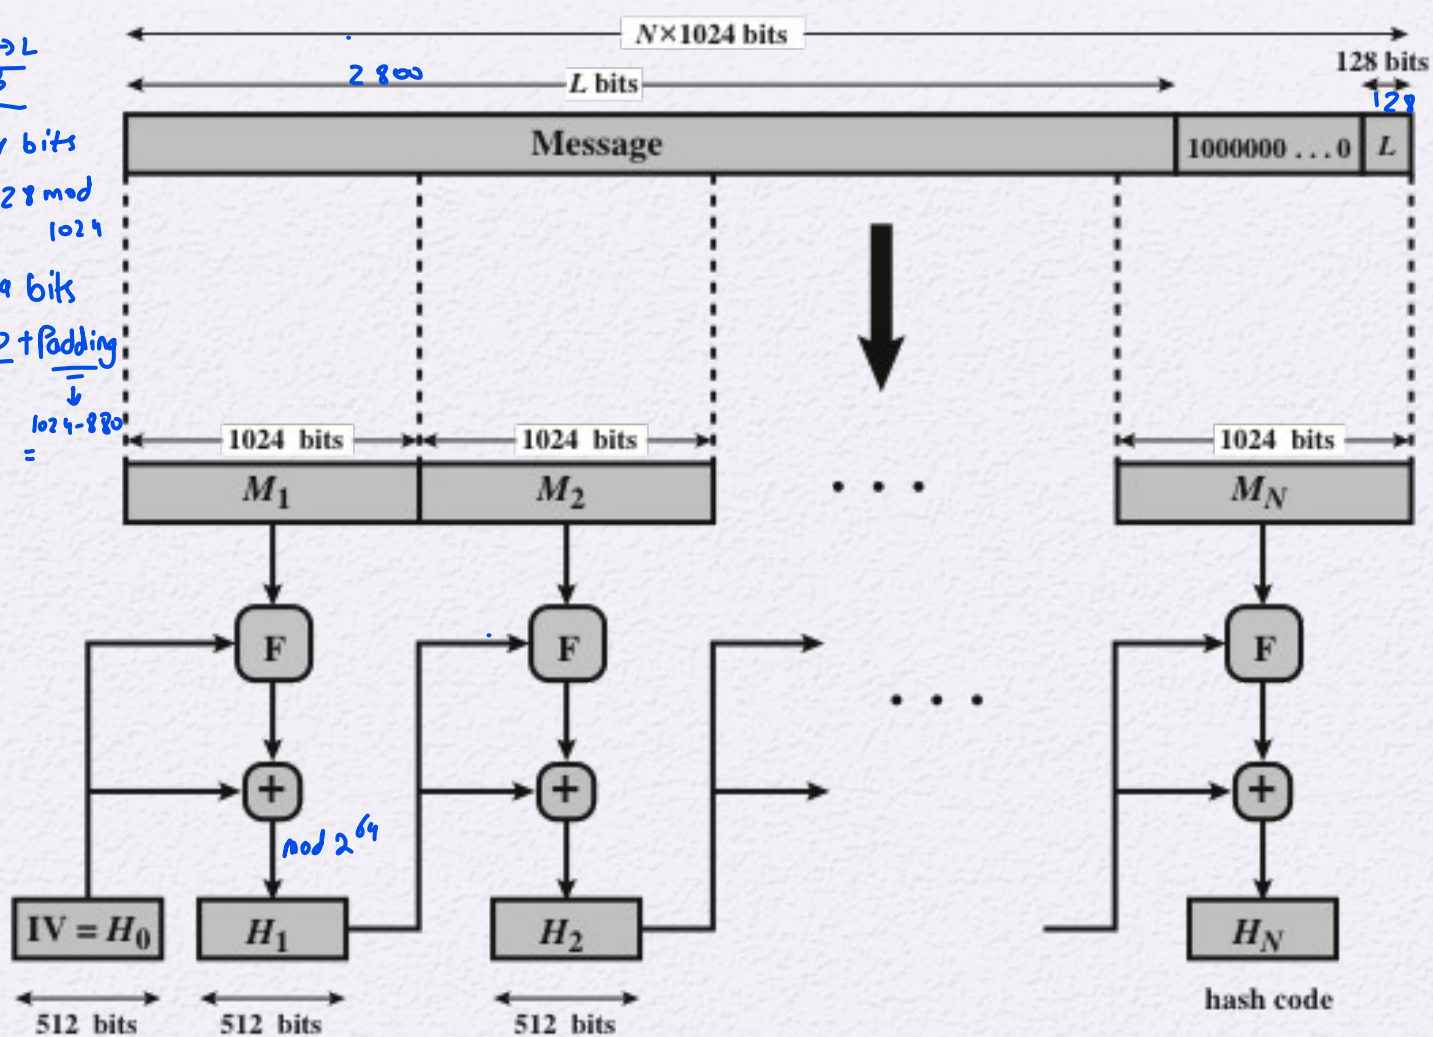 N×1024 bits
→L
128 bits
2800
L bits
128
Message
1000000 . . . 0
L
bits
28 mod
1024
bits
+Padding
↓
1024-880
=
1024 bits
1024 bits
1024 bits
M1
M2
• • •
MN
F
F
F
• • •
+
+
+
mod 2^64
IV = H0
H1
H2
HN
hash code
512 bits
512 bits
512 bits